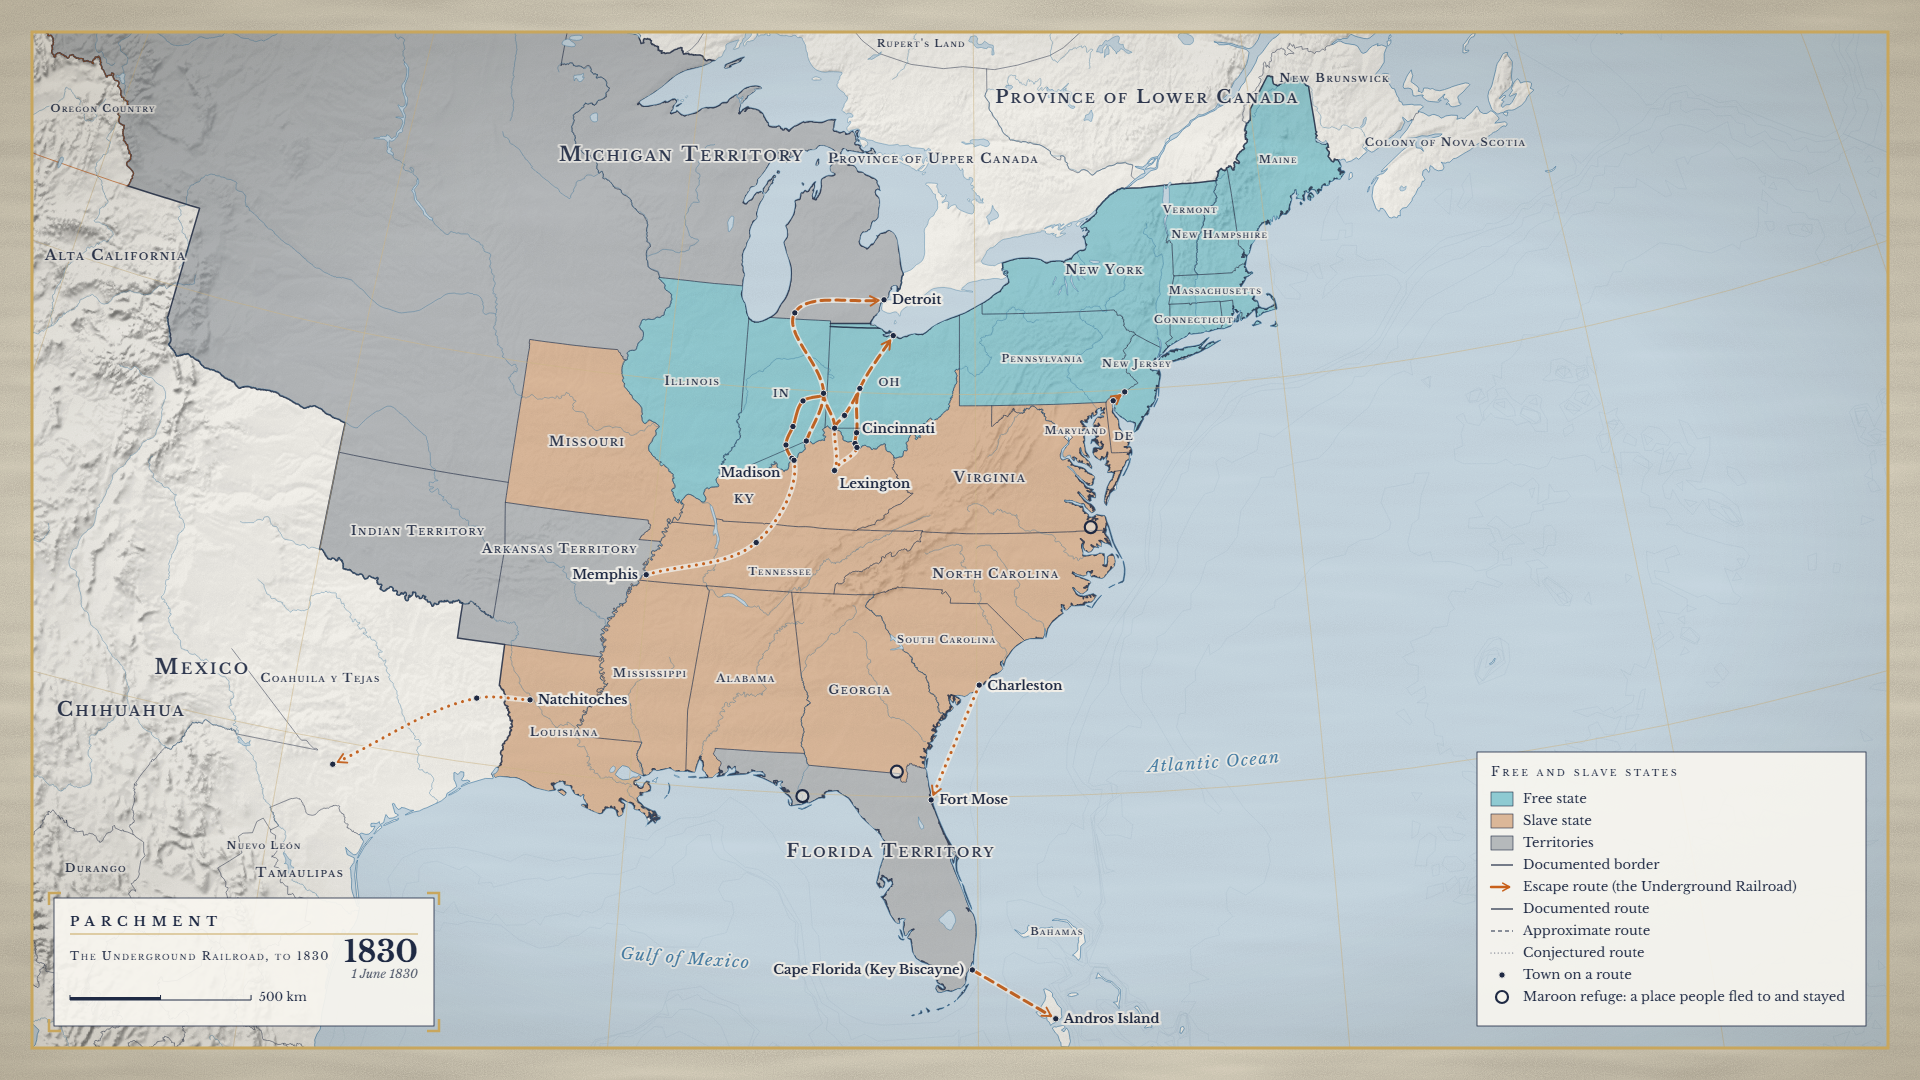 Rupert's Land
Oregon Country
Province of Lower Canada
New Brunswick
Michigan Territory
Province of Upper Canada
Colony of Nova Scotia
Maine
Alta California
Vermont
New Hampshire
New York
Massachusetts
Detroit
Connecticut
Pennsylvania
New Jersey
Illinois
IN
OH
Missouri
Cincinnati
Maryland
DE
Madison
Lexington
Virginia
KY
Indian Territory
Arkansas Territory
Memphis
Tennessee
North Carolina
South Carolina
Mexico
Coahuila y Tejas
Mississippi
Alabama
Georgia
Charleston
Chihuahua
Natchitoches
Louisiana
Atlantic Ocean
Fort Mose
Florida Territory
Nuevo León
Durango
Tamaulipas
Bahamas
Gulf of Mexico
Cape Florida (Key Biscayne)
Andros Island
PARCHMENT
The Underground Railroad, to 1830
1830
1 June 1830
500 km
Free and slave states
Free state
Slave state
Territories
Documented border
Escape route (the Underground Railroad)
Documented route
Approximate route
Conjectured route
Town on a route
Maroon refuge: a place people fled to and stayed